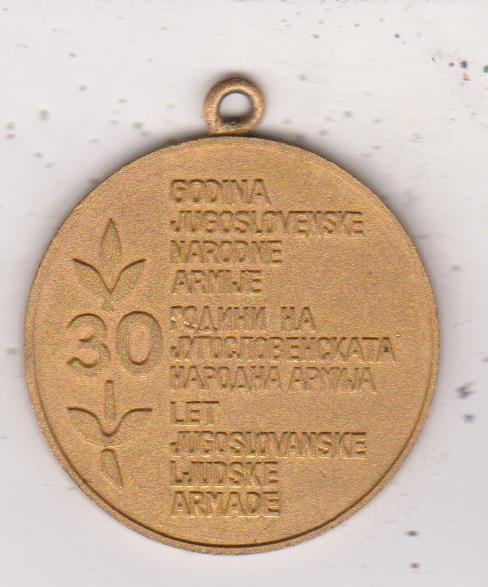 GODINA
JUGOSLOVENSKE
NARODNE
ARMIJE
30
ГОДИНИ НА
ЈУГОСЛОВЕНСКАТА
НАРОДНА АРМИЈА
LET
JUGOSLOVANSKE
LJUDSKE
ARMADE